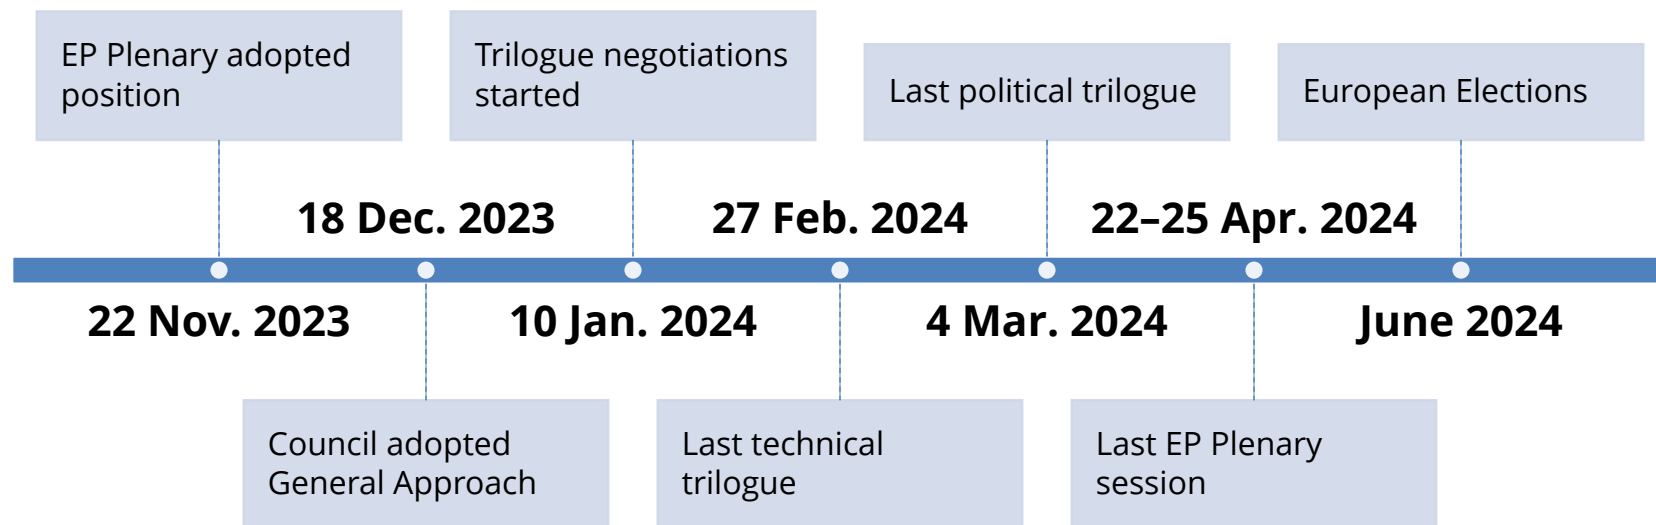 EP Plenary adopted
position
Trilogue negotiations
started
Last political trilogue
European Elections
18 Dec. 2023
27 Feb. 2024
22–25 Apr. 2024
22 Nov. 2023
10 Jan. 2024
4 Mar. 2024
June 2024
Council adopted
General Approach
Last technical
trilogue
Last EP Plenary
session